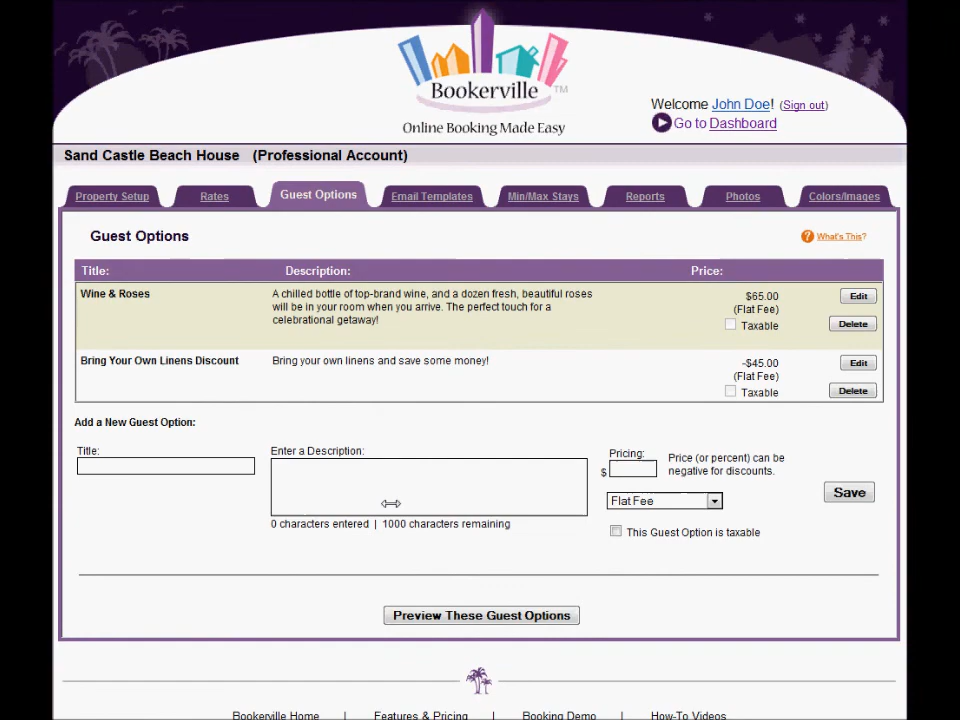 Bookerville™
Online Booking Made Easy
Welcome John Doe! (Sign out)
Go to Dashboard
Sand Castle Beach House (Professional Account)
Property Setup
Rates
Guest Options
Email Templates
Min/Max Stays
Reports
Photos
Colors/Images
Guest Options
? What's This?
Title: Description: Price:
Wine & Roses
A chilled bottle of top-brand wine, and a dozen fresh, beautiful roses
will be in your room when you arrive. The perfect touch for a
celebrational getaway!
$65.00
(Flat Fee)
Taxable
Edit
Delete
Bring Your Own Linens Discount
Bring your own linens and save some money!
-$45.00
(Flat Fee)
Taxable
Edit
Delete
Add a New Guest Option:
Title:
Enter a Description:
0 characters entered | 1000 characters remaining
Pricing:
$
Price (or percent) can be
negative for discounts.
Flat Fee
This Guest Option is taxable
Save
Preview These Guest Options
Bookerville Home | Features & Pricing | Booking Demo | How-To Videos